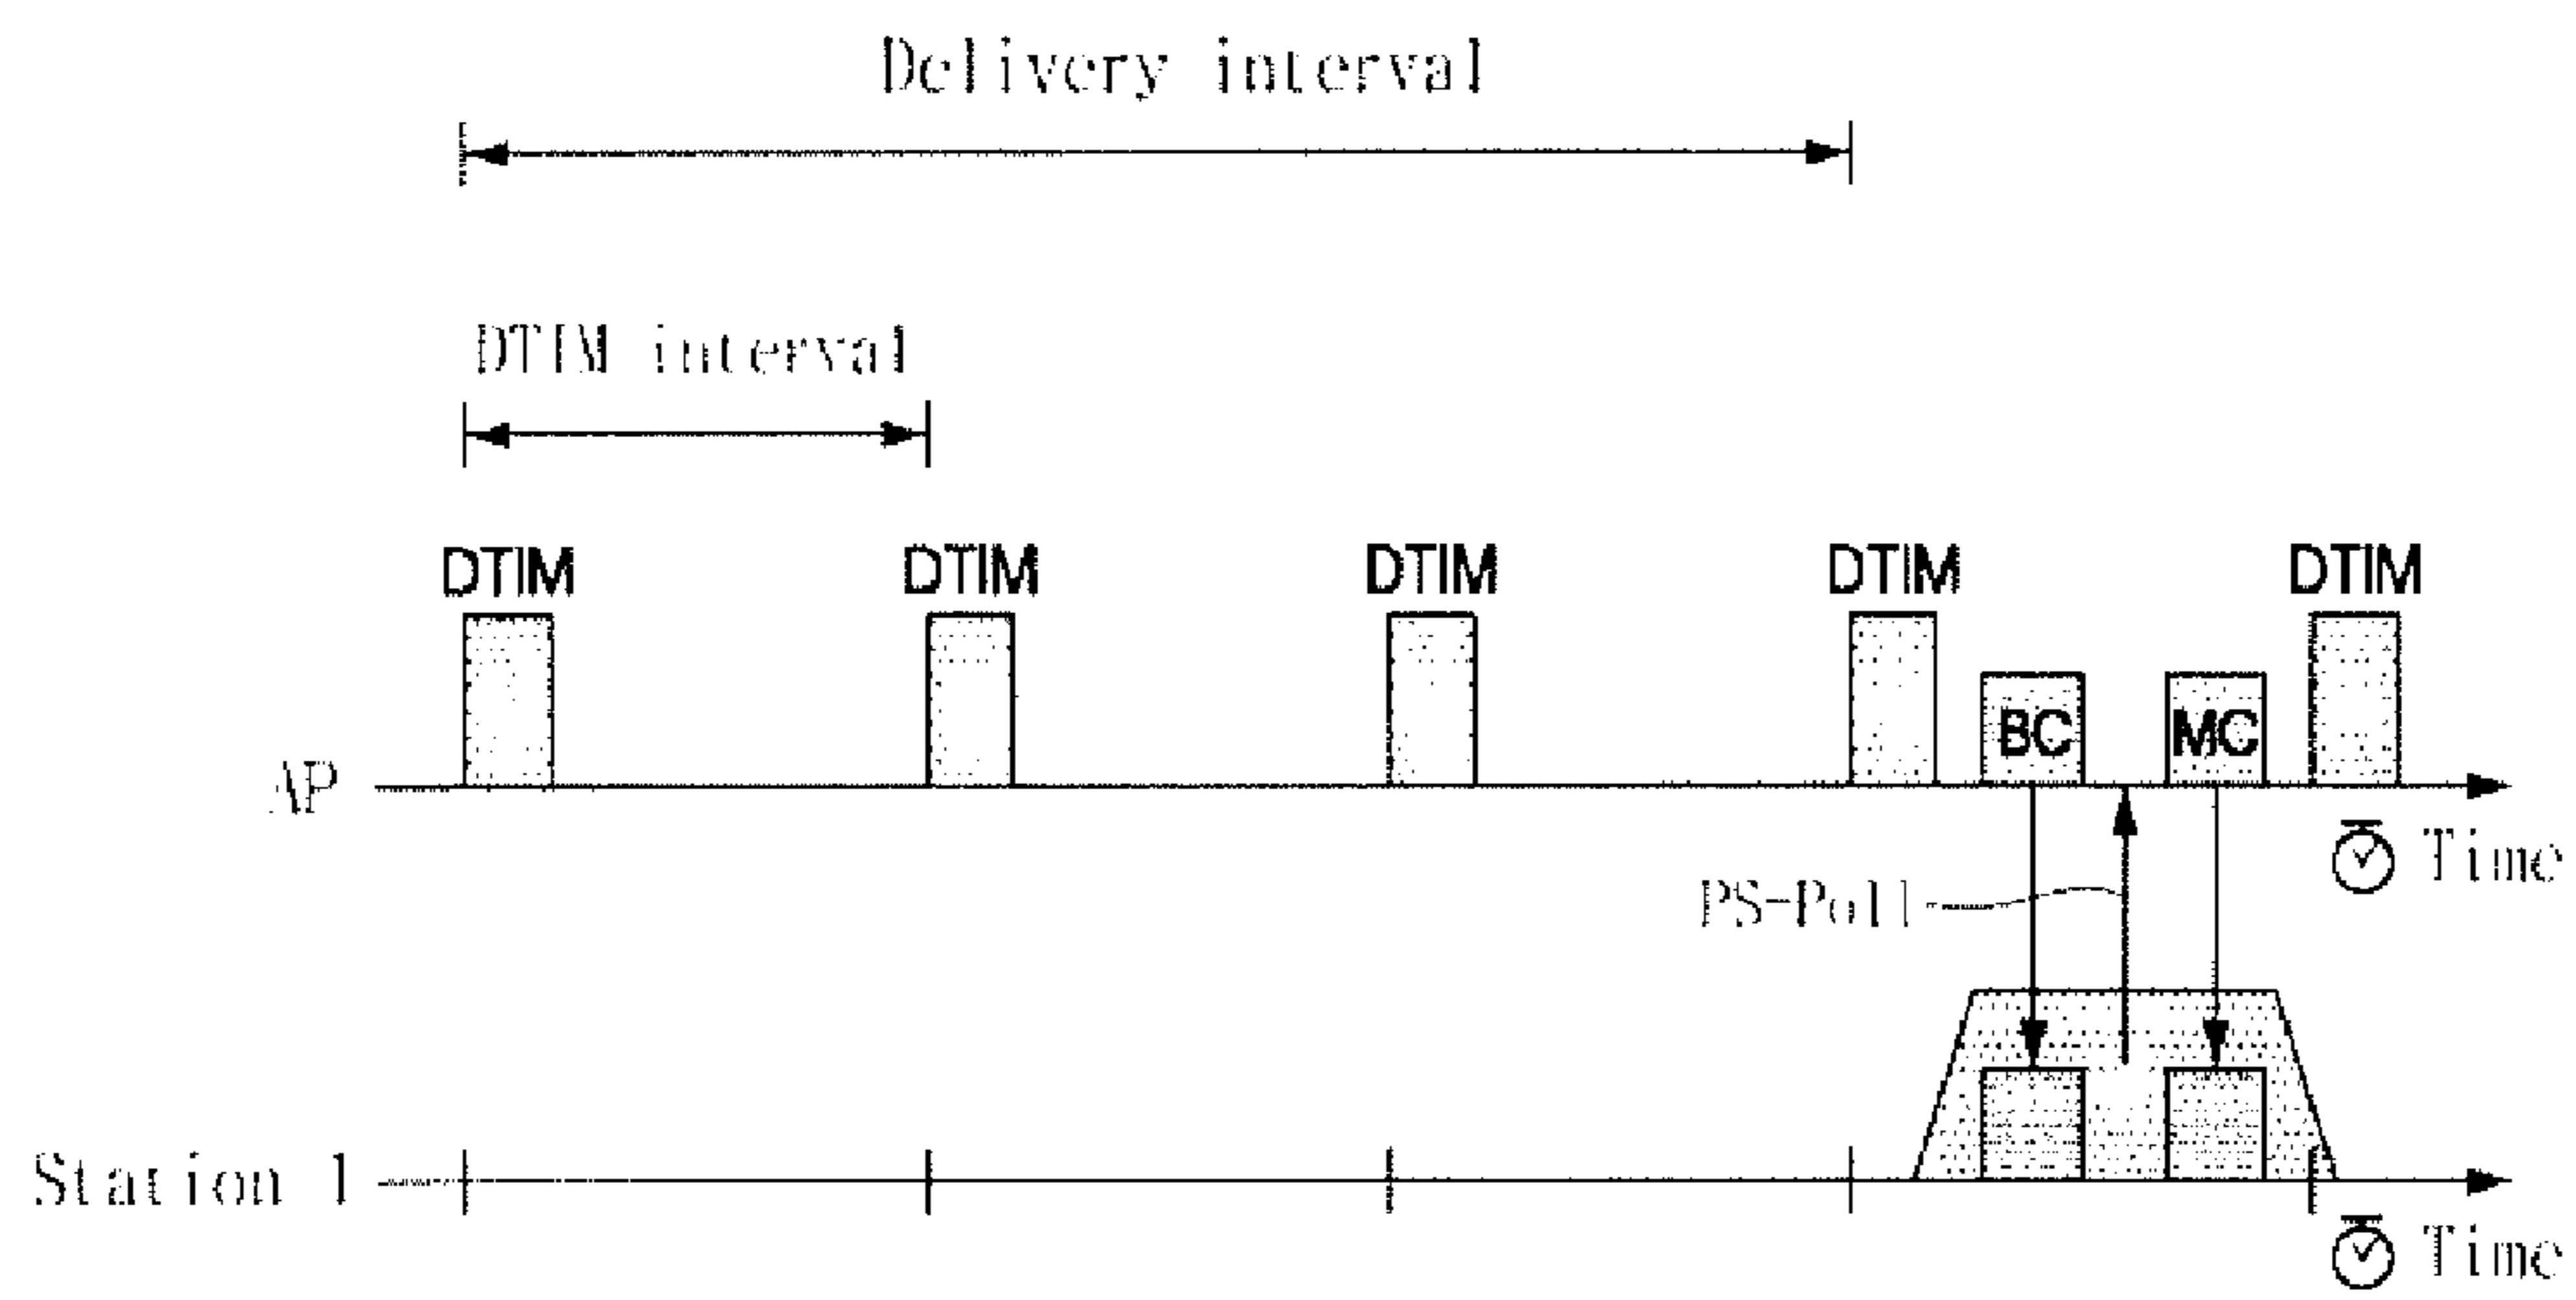 Delivery interval
DTIM interval
DTIM DTIM DTIM DTIM DTIM
BC MC
AP
Time
PS-Poll
Station 1
Time